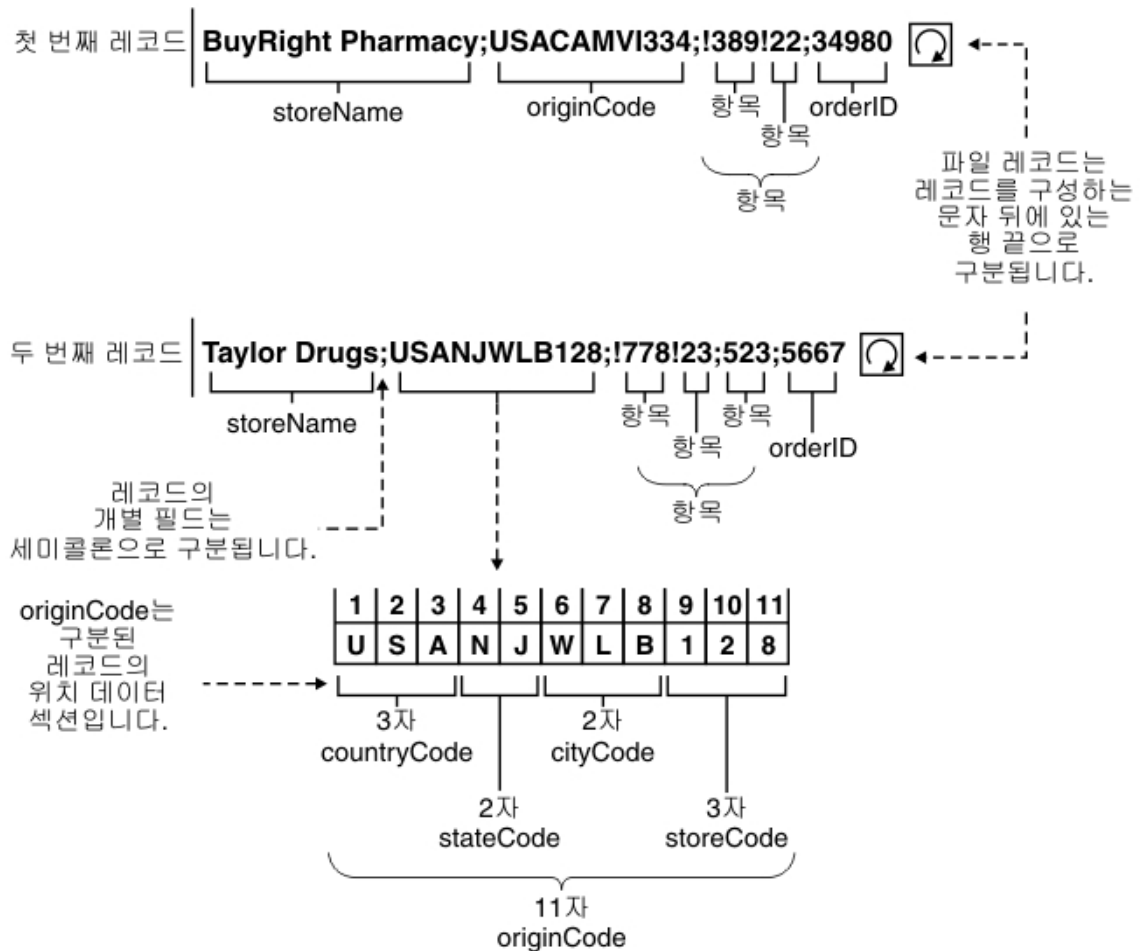 첫 번째 레코드
BuyRight Pharmacy;USACAMVI334;!389!22;34980
storeName
originCode
항목
orderID
항목
항목
파일 레코드는
레코드를 구성하는
문자 뒤에 있는
행 끝으로
구분됩니다.
두 번째 레코드
Taylor Drugs;USANJWLB128;!778!23;523;5667
storeName
항목
항목
항목
orderID
항목
레코드의
개별 필드는
세미콜론으로 구분됩니다.
originCode는
구분된
레코드의
위치 데이터
섹션입니다.
1 2 3 4 5 6 7 8 9 10 11
U S A N J W L B 1 2 8
3자
countryCode
2자
cityCode
2자
stateCode
3자
storeCode
11자
originCode